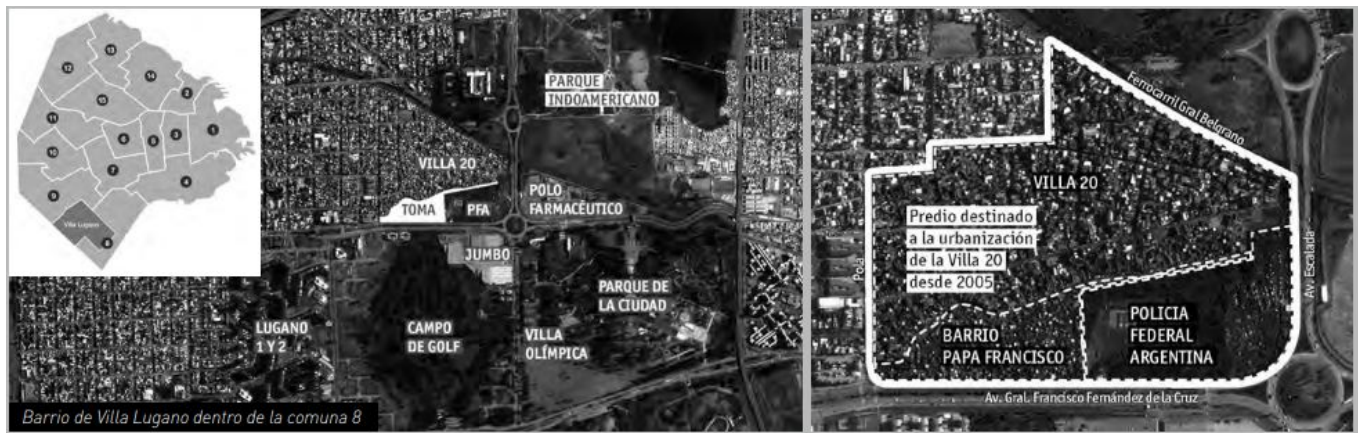 13
12
14
2
15
11
6
5
3
1
10
7
4
9
Villa Lugano
8
PARQUE
INDOAMERICANO
VILLA 20
TOMA
PFA
POLO
FARMACÉUTICO
JUMBO
PARQUE DE
LA CIUDAD
LUGANO
1 Y 2
CAMPO
DE GOLF
VILLA
OLÍMPICA
Barrio de Villa Lugano dentro de la comuna 8
Ferrocarril Gral Belgrano
VILLA 20
Predio destinado
a la urbanización
de la Villa 20
desde 2005
Pola
Av. Escalada
BARRIO
PAPA FRANCISCO
POLICIA
FEDERAL
ARGENTINA
Av. Gral. Francisco Fernández de la Cruz